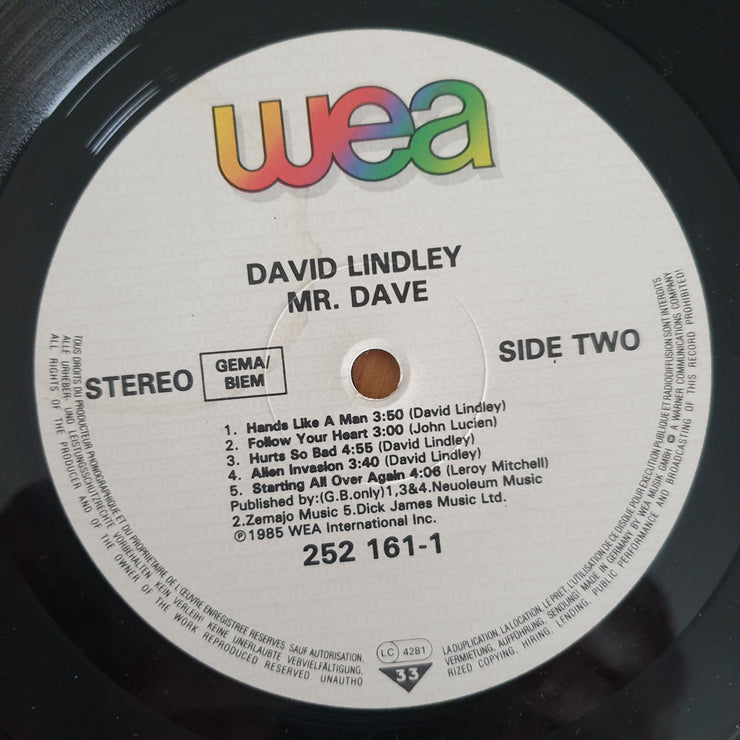 wea
DAVID LINDLEY
MR. DAVE
STEREO
GEMA/
BIEM
SIDE TWO
1. Hands Like A Man 3:50 (David Lindley)
2. Follow Your Heart 3:00 (John Lucien)
3. Hurts So Bad 4:55 (David Lindley)
4. Alien Invasion 3:40 (David Lindley)
5. Starting All Over Again 4:06 (Leroy Mitchell)
Published by:(G.B.only)1,3&4.Neuoleum Music
2.Zemajo Music 5.Dick James Music Ltd.
℗1985 WEA International Inc.
252 161-1
TOUS DROITS DU PRODUCTEUR PHONOGRAPHIQUE ET DU PROPRIETAIRE DE L'ŒUVRE ENREGISTREE RESERVES. SAUF AUTORISATION,
ALLE URHEBER- UND LEISTUNGSSCHUTZRECHTE VORBEHALTEN. KEIN VERLEIH! KEINE UNERLAUBTE VERVIELFÄLTIGUNG,
ALL RIGHTS OF THE PRODUCER AND OF THE OWNER OF THE WORK REPRODUCED RESERVED UNAUTHO
LC 4281
33
LA DUPLICATION, LA LOCATION, LE PRET, L'UTILISATION DE CE DISQUE POUR EXECUTION PUBLIQUE ET RADIODIFFUSION SONT INTERDITS
VERMIETUNG, AUFFÜHRUNG, SENDUNG! MADE IN GERMANY BY WEA MUSIK GMBH A WARNER COMMUNICATIONS COMPANY
RIZED COPYING, HIRING, LENDING, PUBLIC PERFORMANCE AND BROADCASTING OF THIS RECORD PROHIBITED!